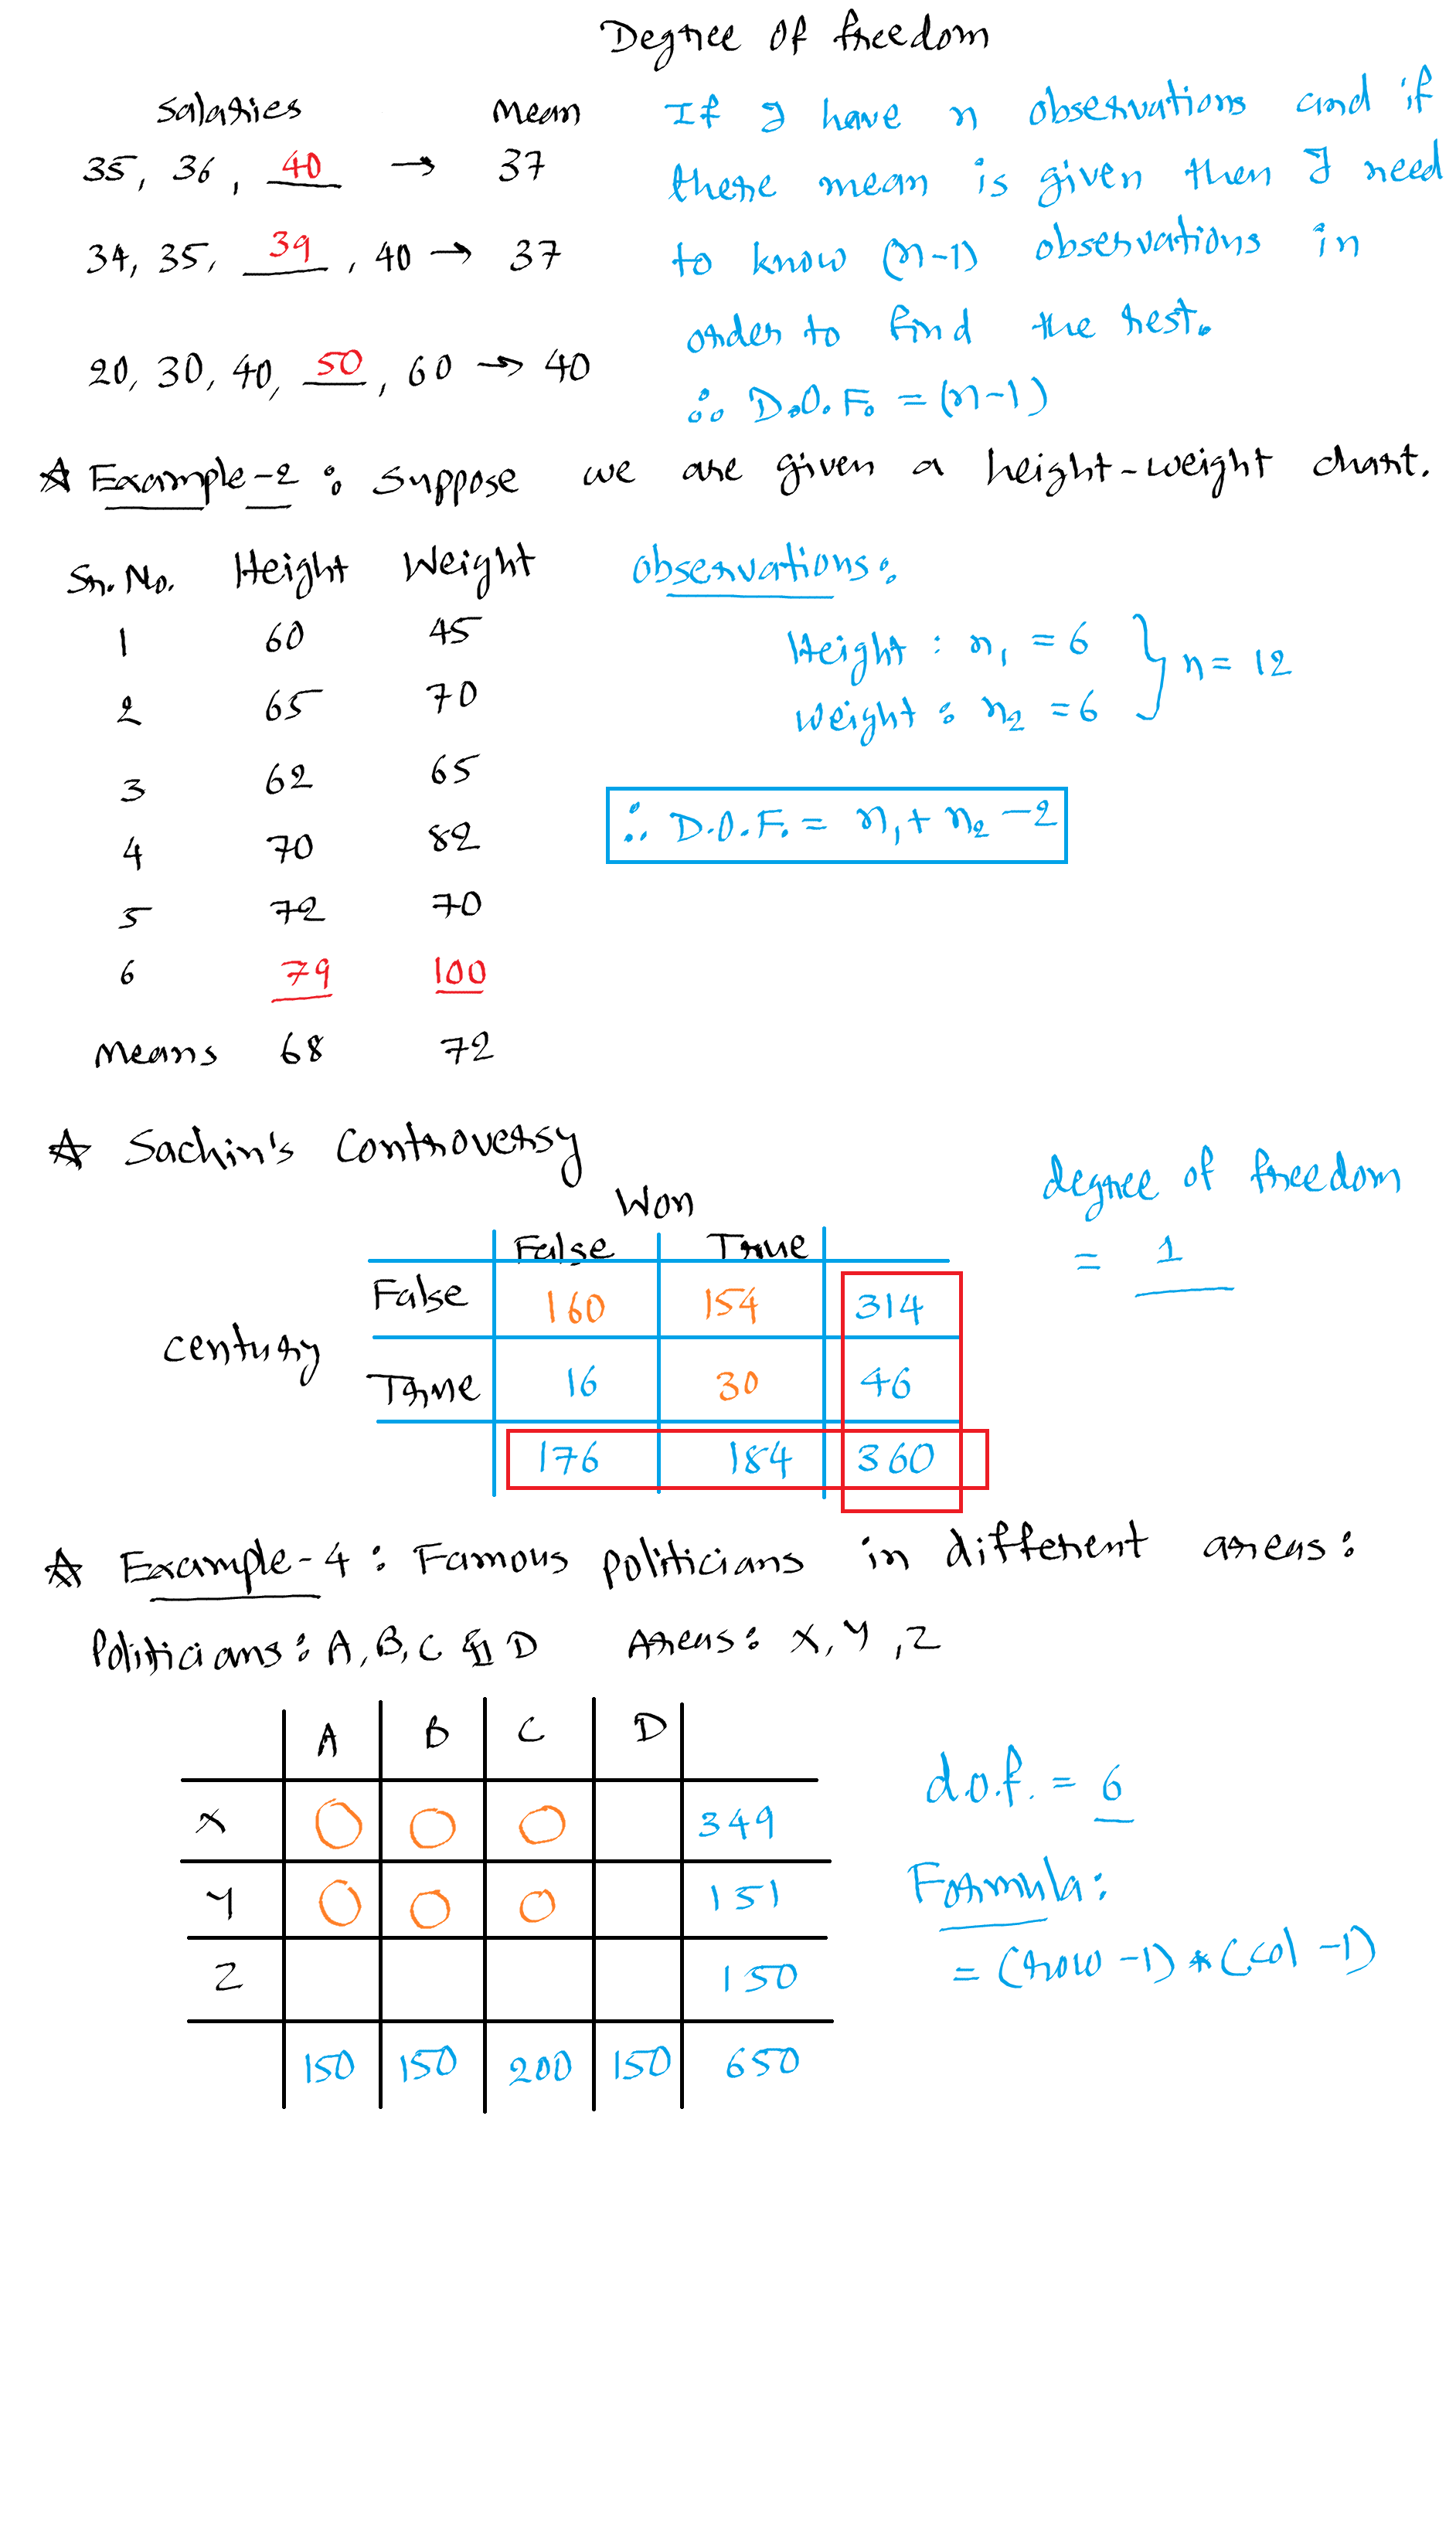 Degree of freedom
Salaries Mean
35, 36, 40 → 37
34, 35, 39, 40 → 37
20, 30, 40, 50, 60 → 40
If I have n observations and if
there mean is given then I need
to know (n-1) observations in
order to find the rest.
∴ D.O.F. = (n-1)
☆ Example-2: Suppose we are given a height-weight chart.
Sr. No. Height Weight
1 60 45
2 65 70
3 62 65
4 70 82
5 72 70
6 79 100
Means 68 72
observations:
Height : n₁ = 6
weight : n₂ = 6
} n = 12
∴ D.O.F. = n₁ + n₂ - 2
☆ Sachin's Controversy
Won
False True
False 160 154 314
century
True 16 30 46
176 184 360
degree of freedom
= 1
☆ Example-4: Famous politicians in different areas:
Politicians: A, B, C & D Areas: X, Y, Z
A B C D
X O O O 349
Y O O O 151
Z 150
150 150 200 150 650
d.o.f. = 6
Formula:
= (row -1) * (col -1)